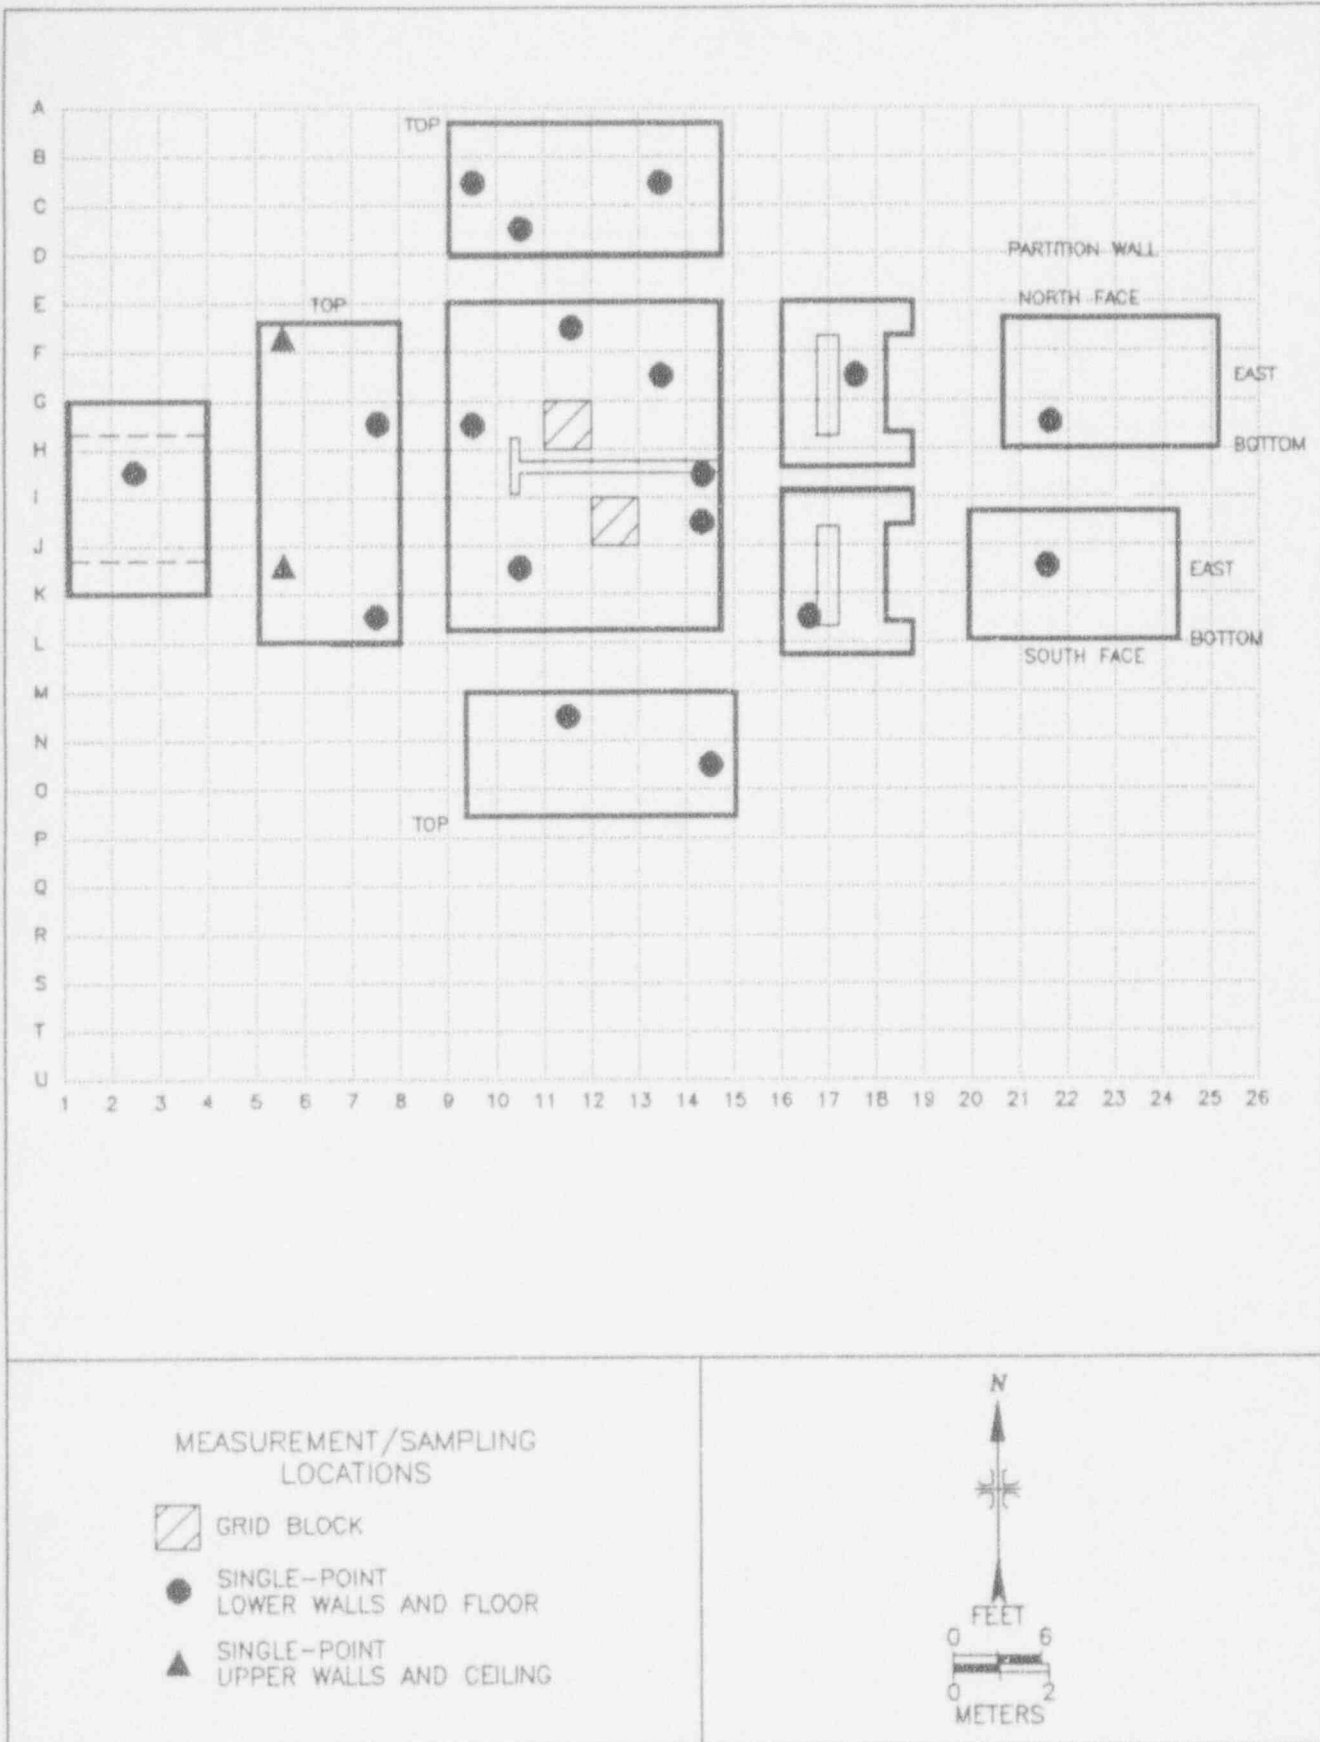 A
TOP
B
C
D
PARTITION WALL
E
TOP
NORTH FACE
F
EAST
G
H
BOTTOM
I
J
EAST
K
L
BOTTOM
SOUTH FACE
M
N
O
TOP
P
Q
R
S
T
U
1 2 3 4 5 6 7 8 9 10 11 12 13 14 15 16 17 18 19 20 21 22 23 24 25 26
MEASUREMENT/SAMPLING
LOCATIONS
GRID BLOCK
SINGLE-POINT
LOWER WALLS AND FLOOR
SINGLE-POINT
UPPER WALLS AND CEILING
N
FEET
0 6
0 2
METERS